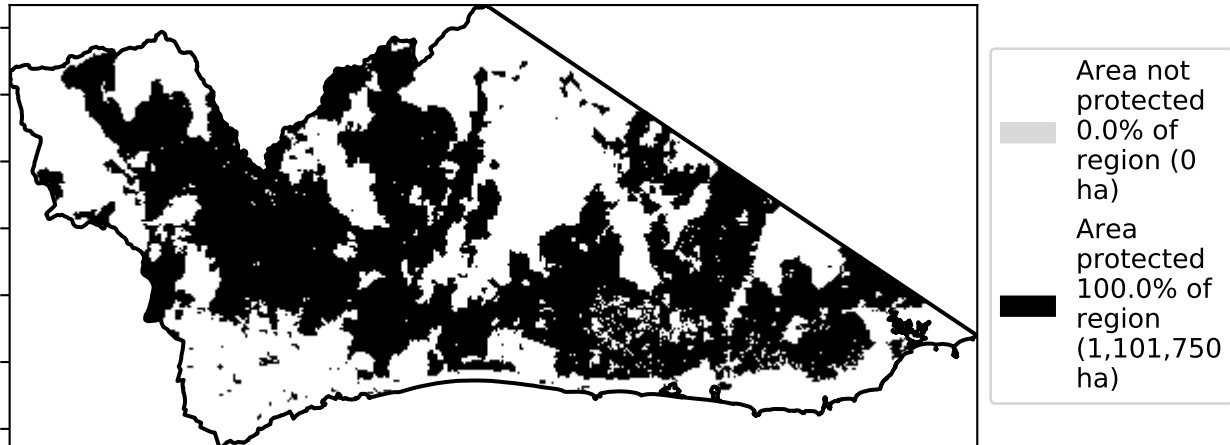 Area not
protected
0.0% of
region (0
ha)
Area
protected
100.0% of
region
(1,101,750
ha)